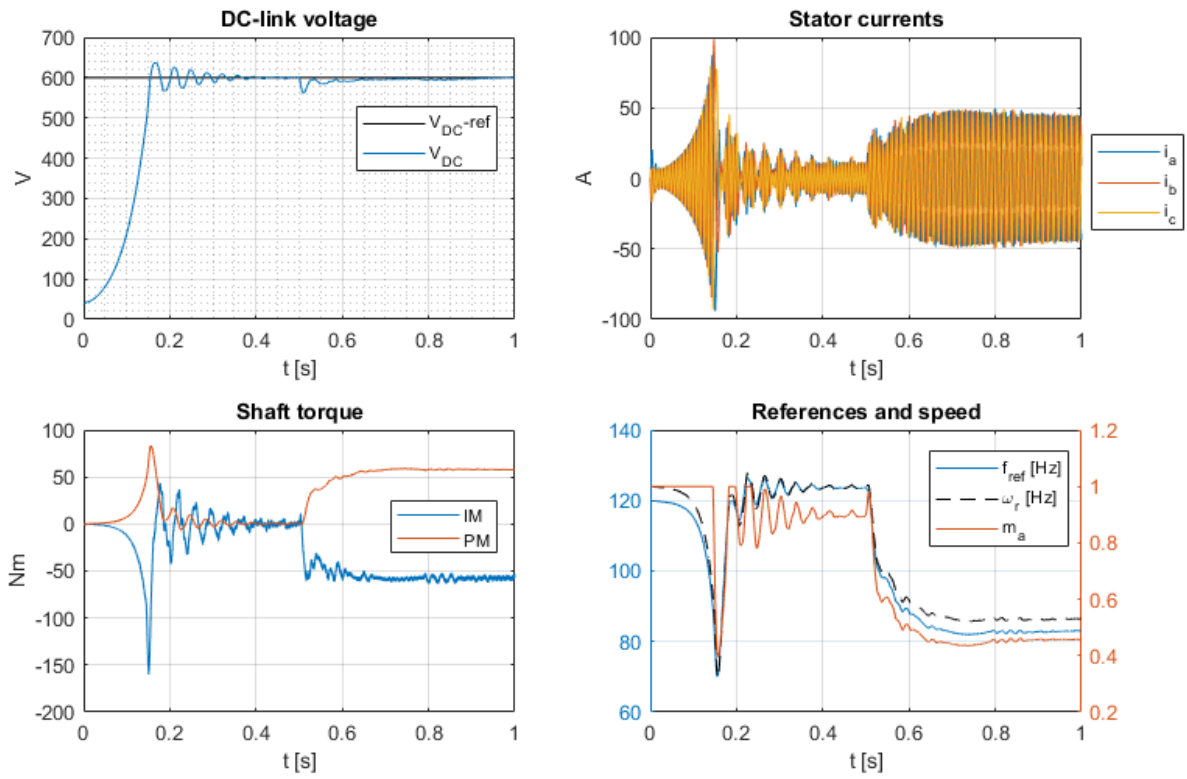 DC-link voltage
700
600
500
400
300
200
100
0
V
0
0.2
0.4
0.6
0.8
1
t [s]
V_DC-ref
V_DC
Stator currents
100
50
0
-50
-100
A
0
0.2
0.4
0.6
0.8
1
t [s]
i_a
i_b
i_c
Shaft torque
100
50
0
-50
-100
-150
-200
Nm
0
0.2
0.4
0.6
0.8
1
t [s]
IM
PM
References and speed
140
120
100
80
60
0
0.2
0.4
0.6
0.8
1
t [s]
1.2
1
0.8
0.6
0.4
0.2
f_ref [Hz]
ω_r [Hz]
m_a